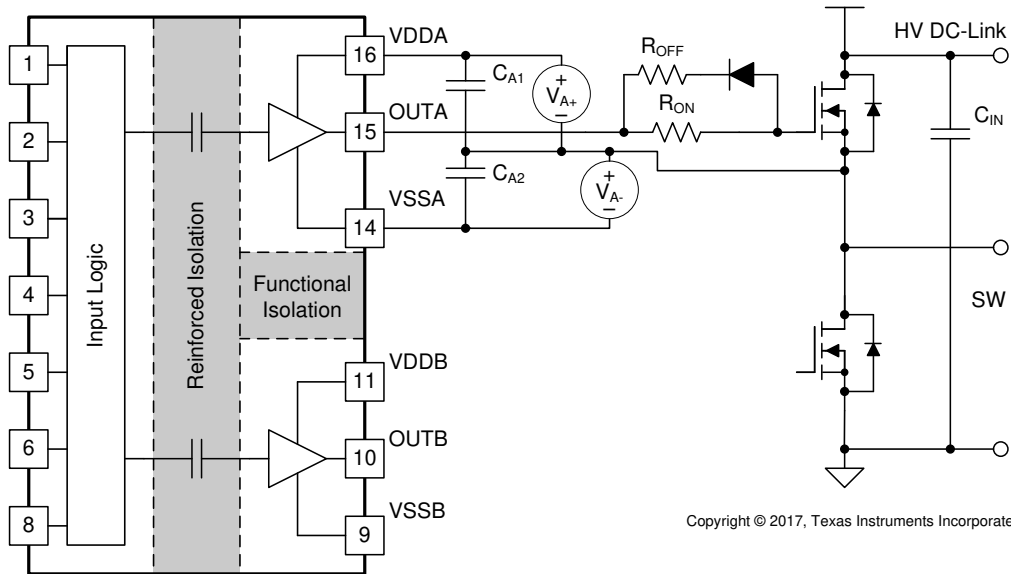 VDDA
HV DC-Link
1
16
CA1
+
VA+
−
ROFF
RON
CIN
OUTA
2
15
CA2
+
VA-
−
VSSA
3
14
Input Logic
Reinforced Isolation
Functional
Isolation
4
SW
5
VDDB
11
OUTB
6
10
VSSB
8
9
Copyright © 2017, Texas Instruments Incorporate